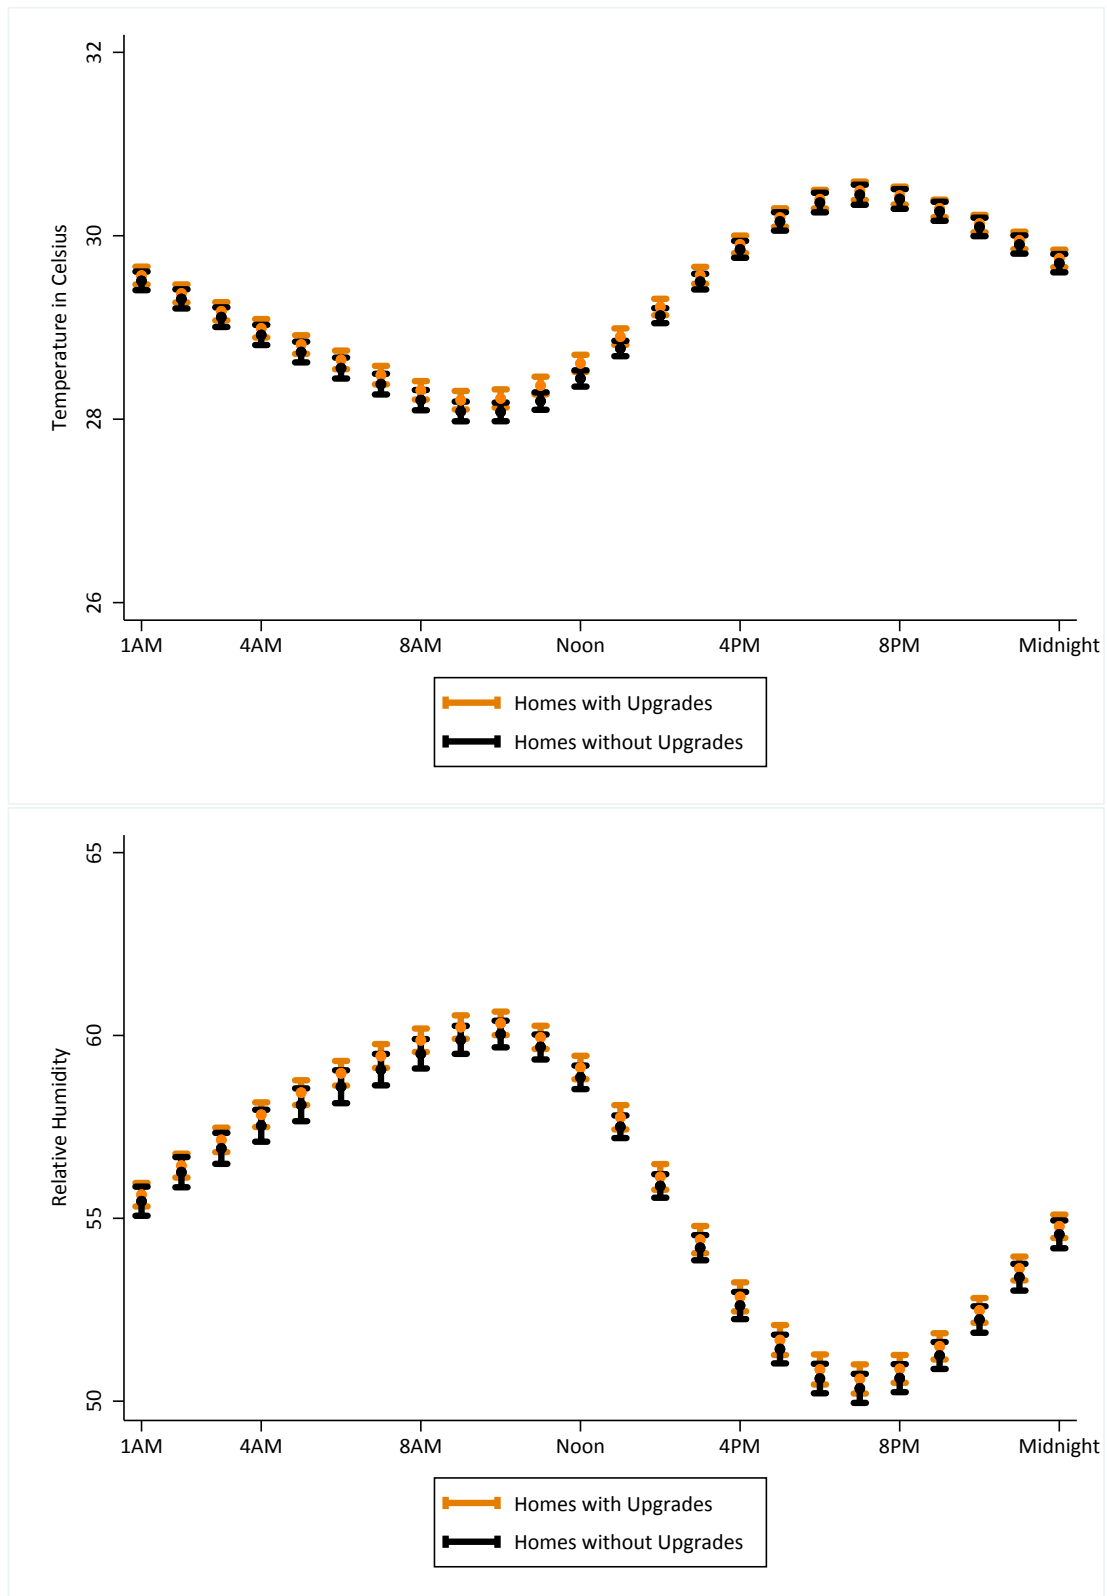 Temperature in Celsius
32
30
28
26
1AM 4AM 8AM Noon 4PM 8PM Midnight
Homes with Upgrades
Homes without Upgrades
Relative Humidity
65
60
55
50
1AM 4AM 8AM Noon 4PM 8PM Midnight
Homes with Upgrades
Homes without Upgrades